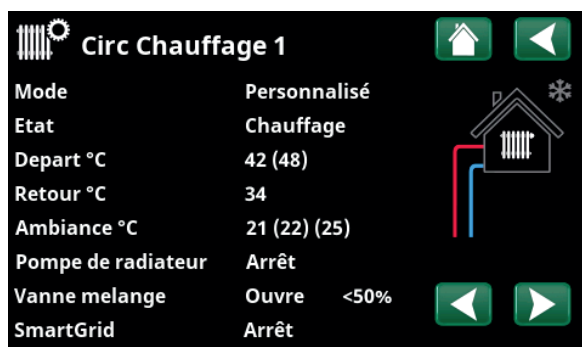 Circ Chauffage 1
Mode Personnalisé
Etat Chauffage
Depart °C 42 (48)
Retour °C 34
Ambiance °C 21 (22) (25)
Pompe de radiateur Arrêt
Vanne melange Ouvre <50%
SmartGrid Arrêt